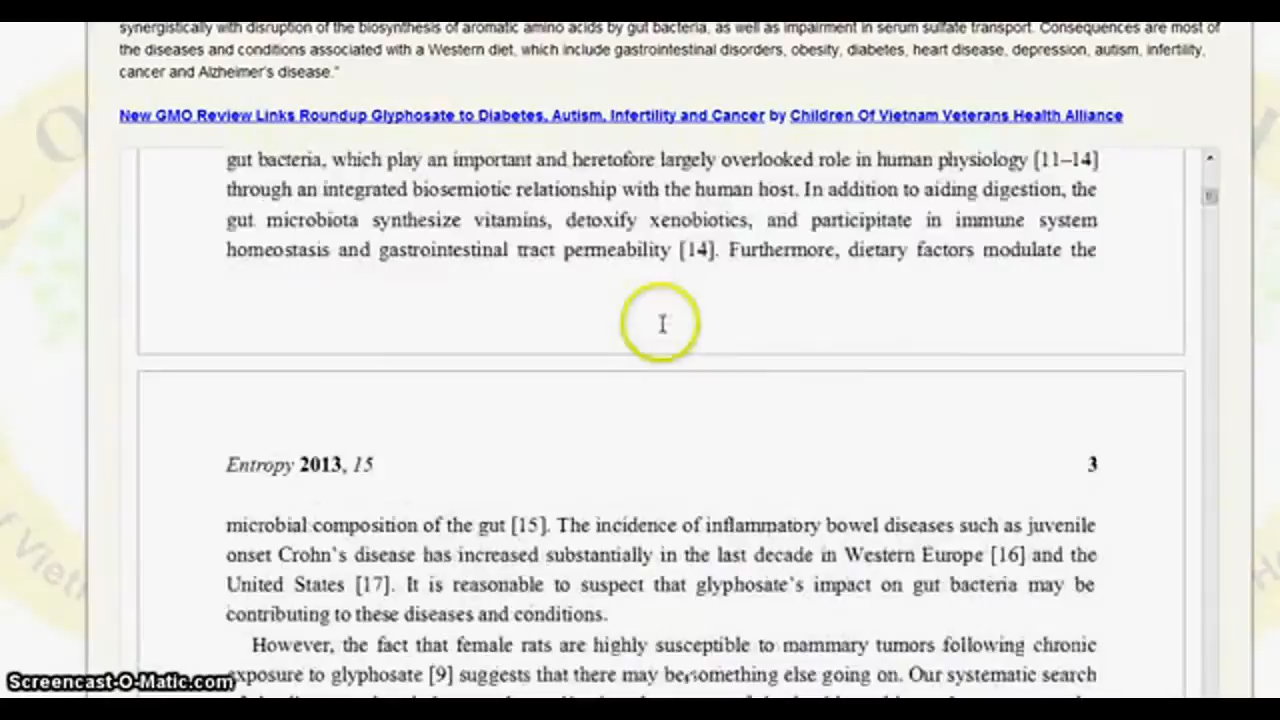 synergistically with disruption of the biosynthesis of aromatic amino acids by gut bacteria, as well as impairment in serum sulfate transport. Consequences are most of
the diseases and conditions associated with a Western diet, which include gastrointestinal disorders, obesity, diabetes, heart disease, depression, autism, infertility,
cancer and Alzheimer's disease."
New GMO Review Links Roundup Glyphosate to Diabetes, Autism, Infertility and Cancer by Children Of Vietnam Veterans Health Alliance
gut bacteria, which play an important and heretofore largely overlooked role in human physiology [11–14]
through an integrated biosemiotic relationship with the human host. In addition to aiding digestion, the
gut microbiota synthesize vitamins, detoxify xenobiotics, and participitate in immune system
homeostasis and gastrointestinal tract permeability [14]. Furthermore, dietary factors modulate the
Entropy 2013, 15 3
microbial composition of the gut [15]. The incidence of inflammatory bowel diseases such as juvenile
onset Crohn's disease has increased substantially in the last decade in Western Europe [16] and the
United States [17]. It is reasonable to suspect that glyphosate's impact on gut bacteria may be
contributing to these diseases and conditions.
However, the fact that female rats are highly susceptible to mammary tumors following chronic
exposure to glyphosate [9] suggests that there may be something else going on. Our systematic search
Screencast-O-Matic.com